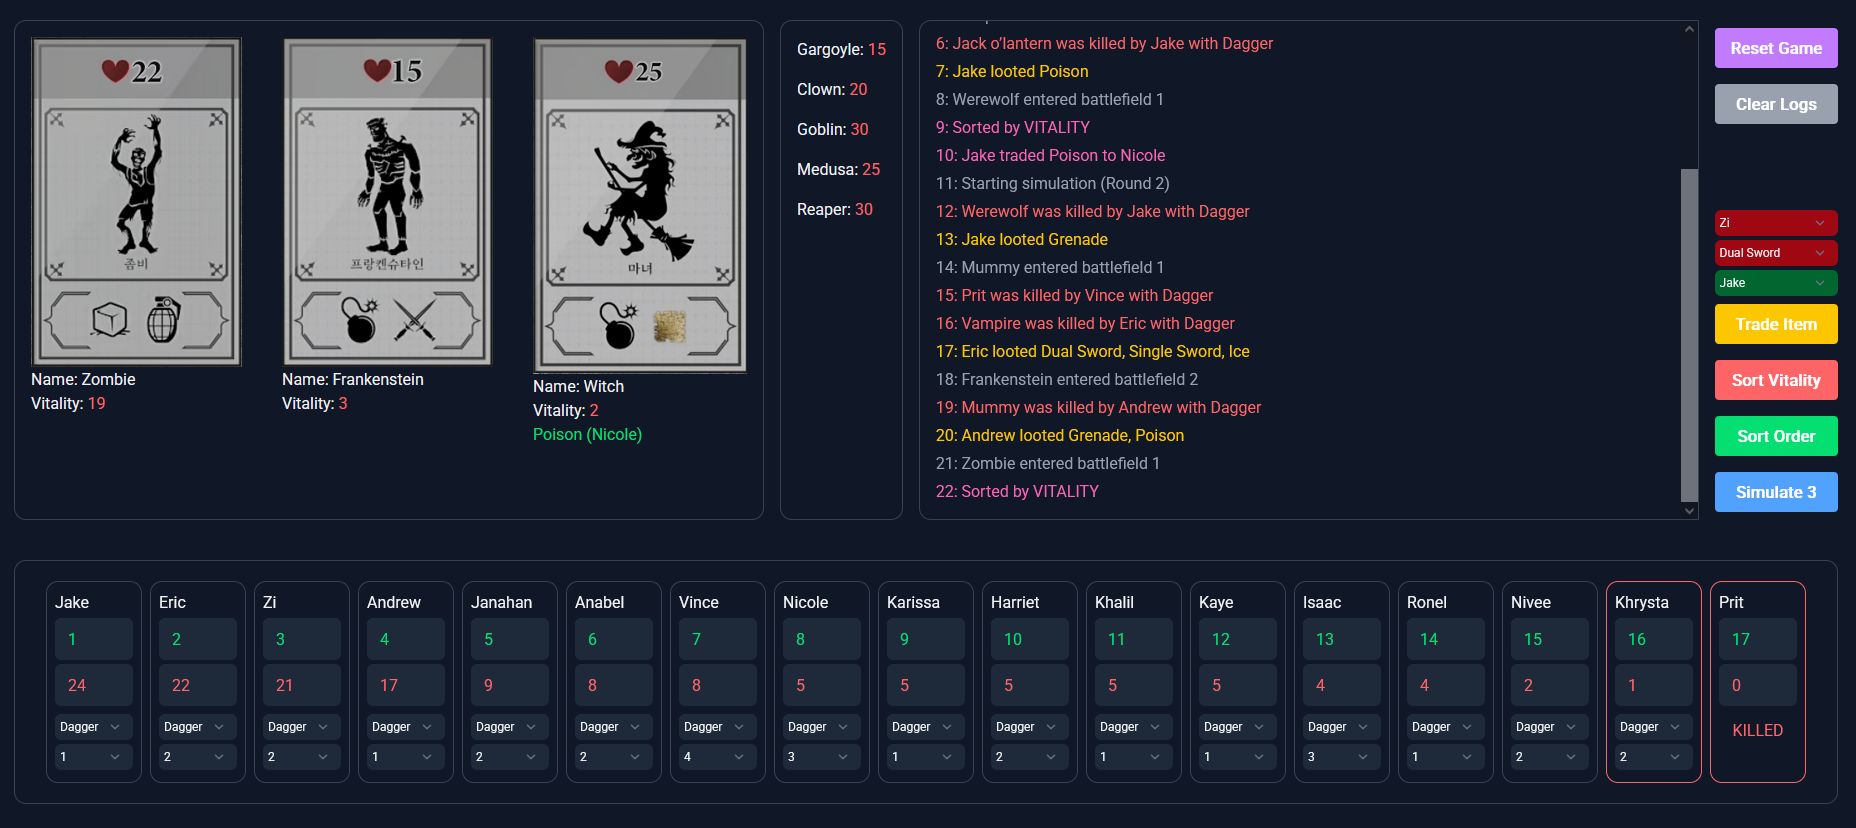 22
좀비
Name: Zombie
Vitality: 19
15
프랑켄슈타인
Name: Frankenstein
Vitality: 3
25
마녀
Name: Witch
Vitality: 2
Poison (Nicole)
Gargoyle: 15
Clown: 20
Goblin: 30
Medusa: 25
Reaper: 30
6: Jack o'lantern was killed by Jake with Dagger
7: Jake looted Poison
8: Werewolf entered battlefield 1
9: Sorted by VITALITY
10: Jake traded Poison to Nicole
11: Starting simulation (Round 2)
12: Werewolf was killed by Jake with Dagger
13: Jake looted Grenade
14: Mummy entered battlefield 1
15: Prit was killed by Vince with Dagger
16: Vampire was killed by Eric with Dagger
17: Eric looted Dual Sword, Single Sword, Ice
18: Frankenstein entered battlefield 2
19: Mummy was killed by Andrew with Dagger
20: Andrew looted Grenade, Poison
21: Zombie entered battlefield 1
22: Sorted by VITALITY
Reset Game
Clear Logs
Zi
Dual Sword
Jake
Trade Item
Sort Vitality
Sort Order
Simulate 3
Jake
1
24
Dagger
1
Eric
2
22
Dagger
2
Zi
3
21
Dagger
2
Andrew
4
17
Dagger
1
Janahan
5
9
Dagger
2
Anabel
6
8
Dagger
2
Vince
7
8
Dagger
4
Nicole
8
5
Dagger
3
Karissa
9
5
Dagger
1
Harriet
10
5
Dagger
2
Khalil
11
5
Dagger
1
Kaye
12
5
Dagger
1
Isaac
13
4
Dagger
3
Ronel
14
4
Dagger
1
Nivee
15
2
Dagger
2
Khrysta
16
1
Dagger
2
Prit
17
0
KILLED